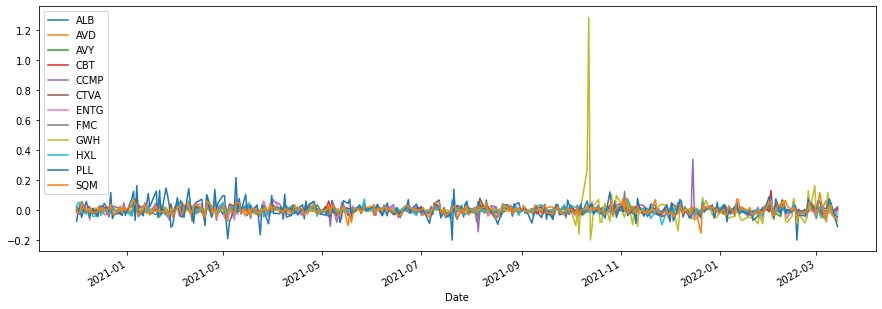 ALB
AVD
AVY
CBT
CCMP
CTVA
ENTG
FMC
GWH
HXL
PLL
SQM
1.2
1.0
0.8
0.6
0.4
0.2
0.0
−0.2
2021-01 2021-03 2021-05 2021-07 2021-09 2021-11 2022-01 2022-03
Date